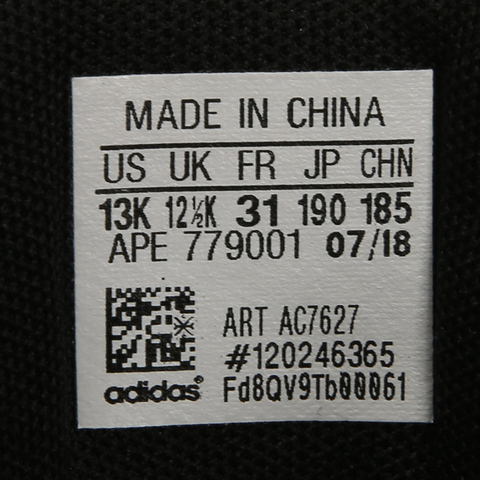 MADE IN CHINA
US UK FR JP CHN
13K 12½K 31 190 185
APE 779001 07/18
ART AC7627
#120246365
adidas®
Fd8QV9Tb00061